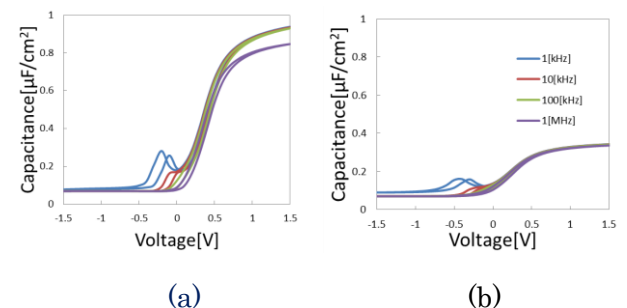 Capacitance[µF/cm²]
1
0.8
0.6
0.4
0.2
0
-1.5 -1 -0.5 0 0.5 1 1.5
Voltage[V]
(a)
Capacitance[µF/cm²]
1
0.8
0.6
0.4
0.2
0
1[kHz]
10[kHz]
100[kHz]
1[MHz]
-1.5 -1 -0.5 0 0.5 1 1.5
Voltage[V]
(b)